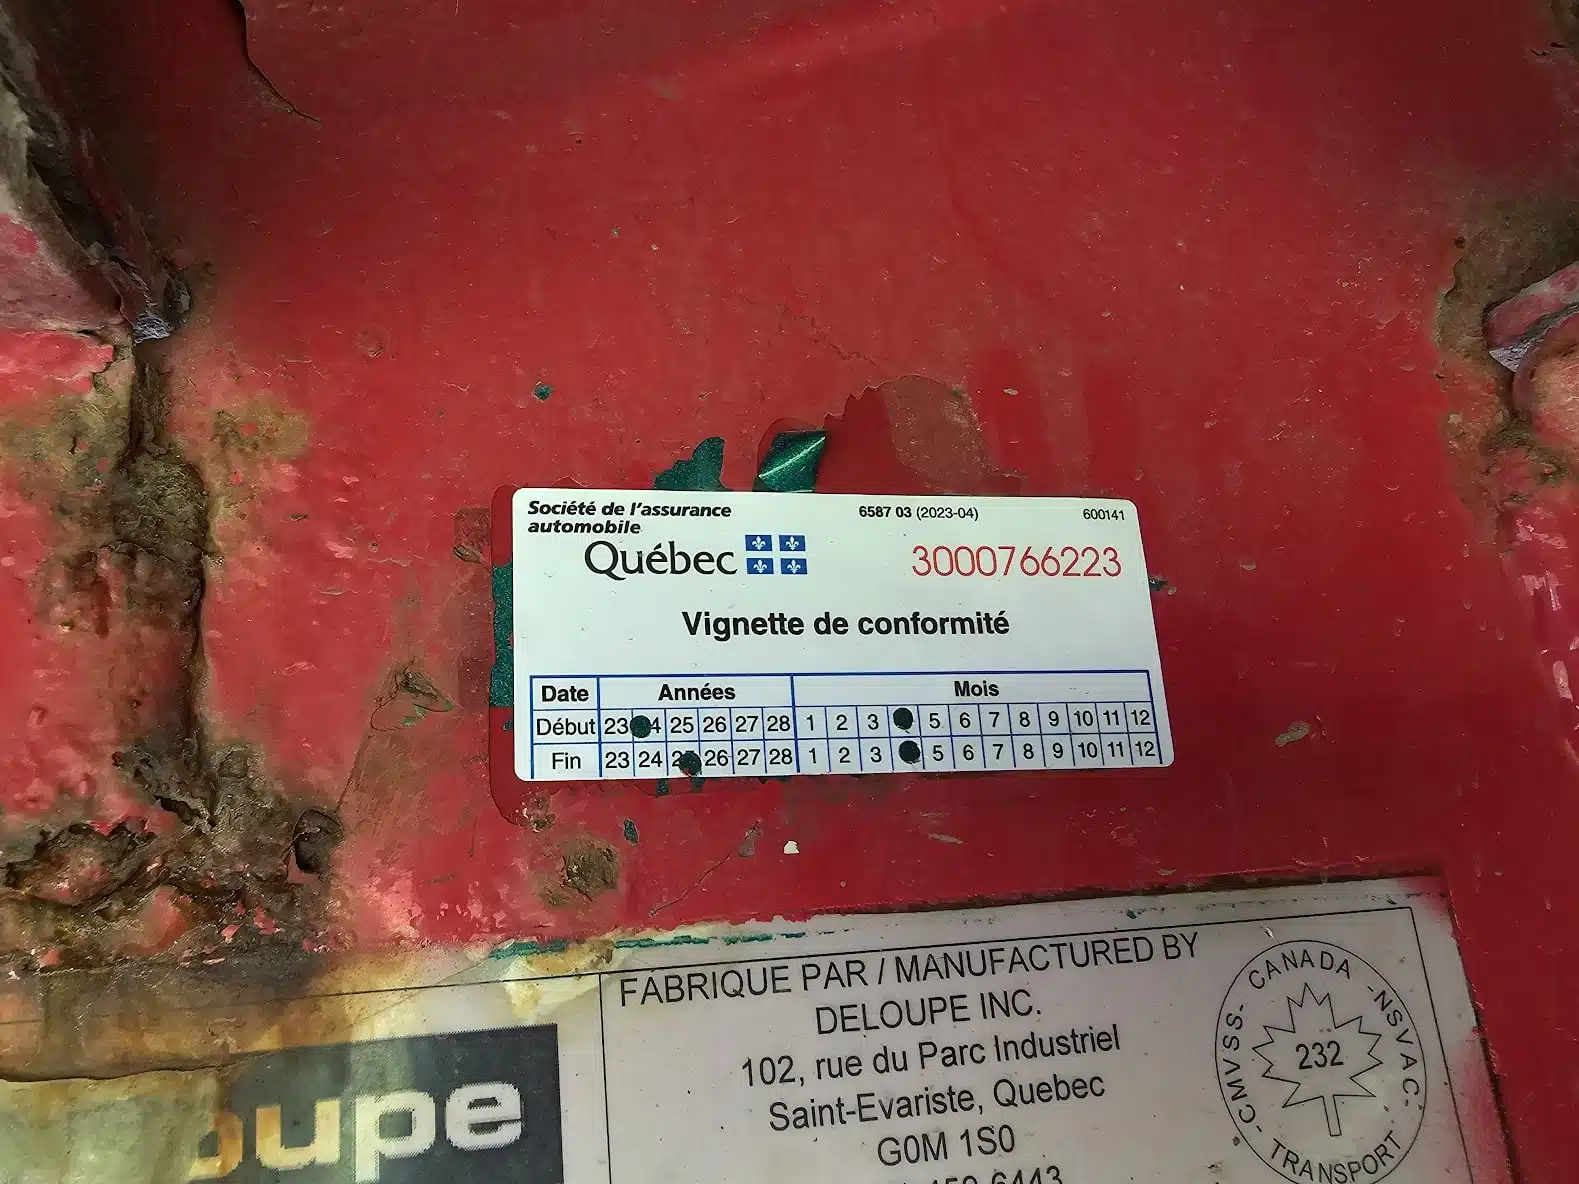 Société de l'assurance
automobile
Québec
6587 03 (2023-04)
600141
3000766223
Vignette de conformité
Date Années Mois
Début 23 25 26 27 28 1 2 3 5 6 7 8 9 10 11 12
Fin 23 24 26 27 28 1 2 3 5 6 7 8 9 10 11 12
FABRIQUE PAR / MANUFACTURED BY
DELOUPE INC.
102, rue du Parc Industriel
Saint-Evariste, Quebec
G0M 1S0
6443
oupe
CANADA
-NSVAC-
TRANSPORT
-CMVSS-
232